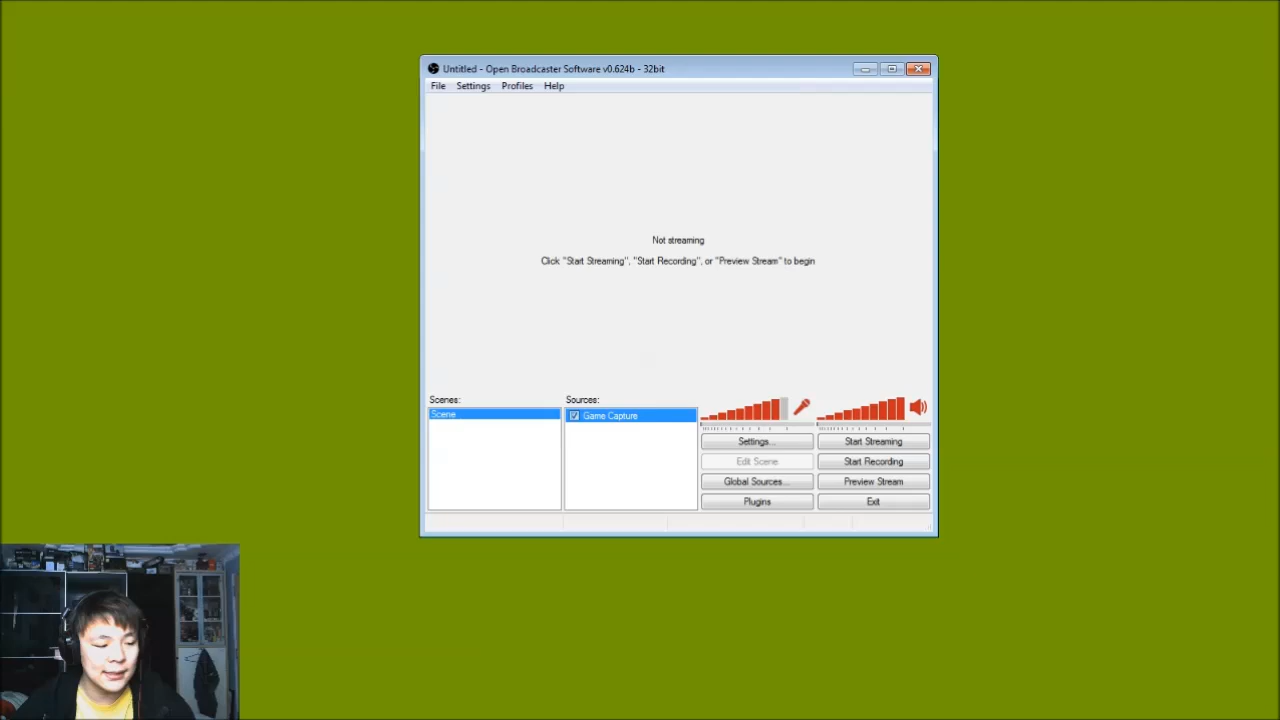 Untitled - Open Broadcaster Software v0.624b - 32bit
File Settings Profiles Help
Not streaming
Click "Start Streaming", "Start Recording", or "Preview Stream" to begin
Scenes:
Scene
Sources:
Game Capture
Settings...
Start Streaming
Edit Scene
Start Recording
Global Sources...
Preview Stream
Plugins
Exit